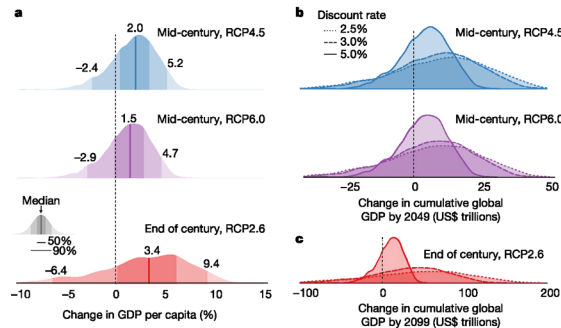 a
2.0
Mid-century, RCP4.5
−2.4
5.2
1.5
Mid-century, RCP6.0
−2.9
4.7
Median
50%
90%
End of century, RCP2.6
3.4
−6.4
9.4
−10 −5 0 5 10 15
Change in GDP per capita (%)
b
Discount rate
2.5%
3.0%
5.0%
Mid-century, RCP4.5
Mid-century, RCP6.0
−25 0 25 50
Change in cumulative global
GDP by 2049 (US$ trillions)
c
End of century, RCP2.6
−100 0 100 200
Change in cumulative global
GDP by 2099 (US$ trillions)